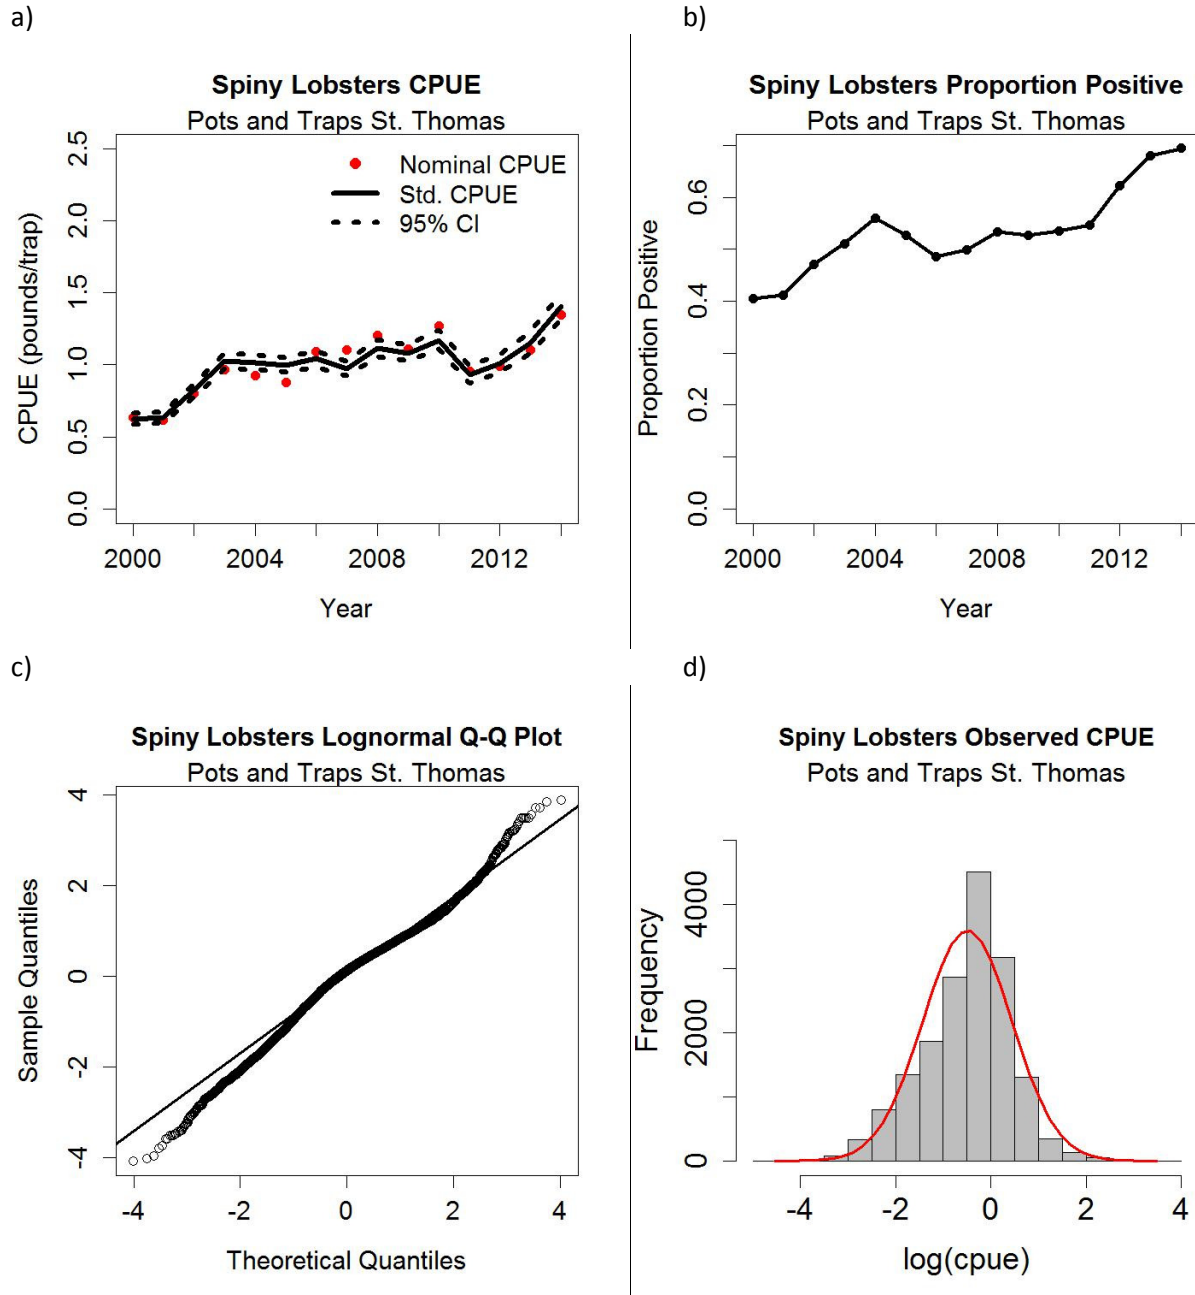 a)
Spiny Lobsters CPUE
Pots and Traps St. Thomas
Nominal CPUE
Std. CPUE
95% CI
CPUE (pounds/trap)
2.5
2.0
1.5
1.0
0.5
0.0
2000 2004 2008 2012
Year
b)
Spiny Lobsters Proportion Positive
Pots and Traps St. Thomas
Proportion Positive
0.6
0.4
0.2
0.0
2000 2004 2008 2012
Year
c)
Spiny Lobsters Lognormal Q-Q Plot
Pots and Traps St. Thomas
Sample Quantiles
4
2
0
-2
-4
-4 -2 0 2 4
Theoretical Quantiles
d)
Spiny Lobsters Observed CPUE
Pots and Traps St. Thomas
Frequency
4000
2000
0
-4 -2 0 2 4
log(cpue)